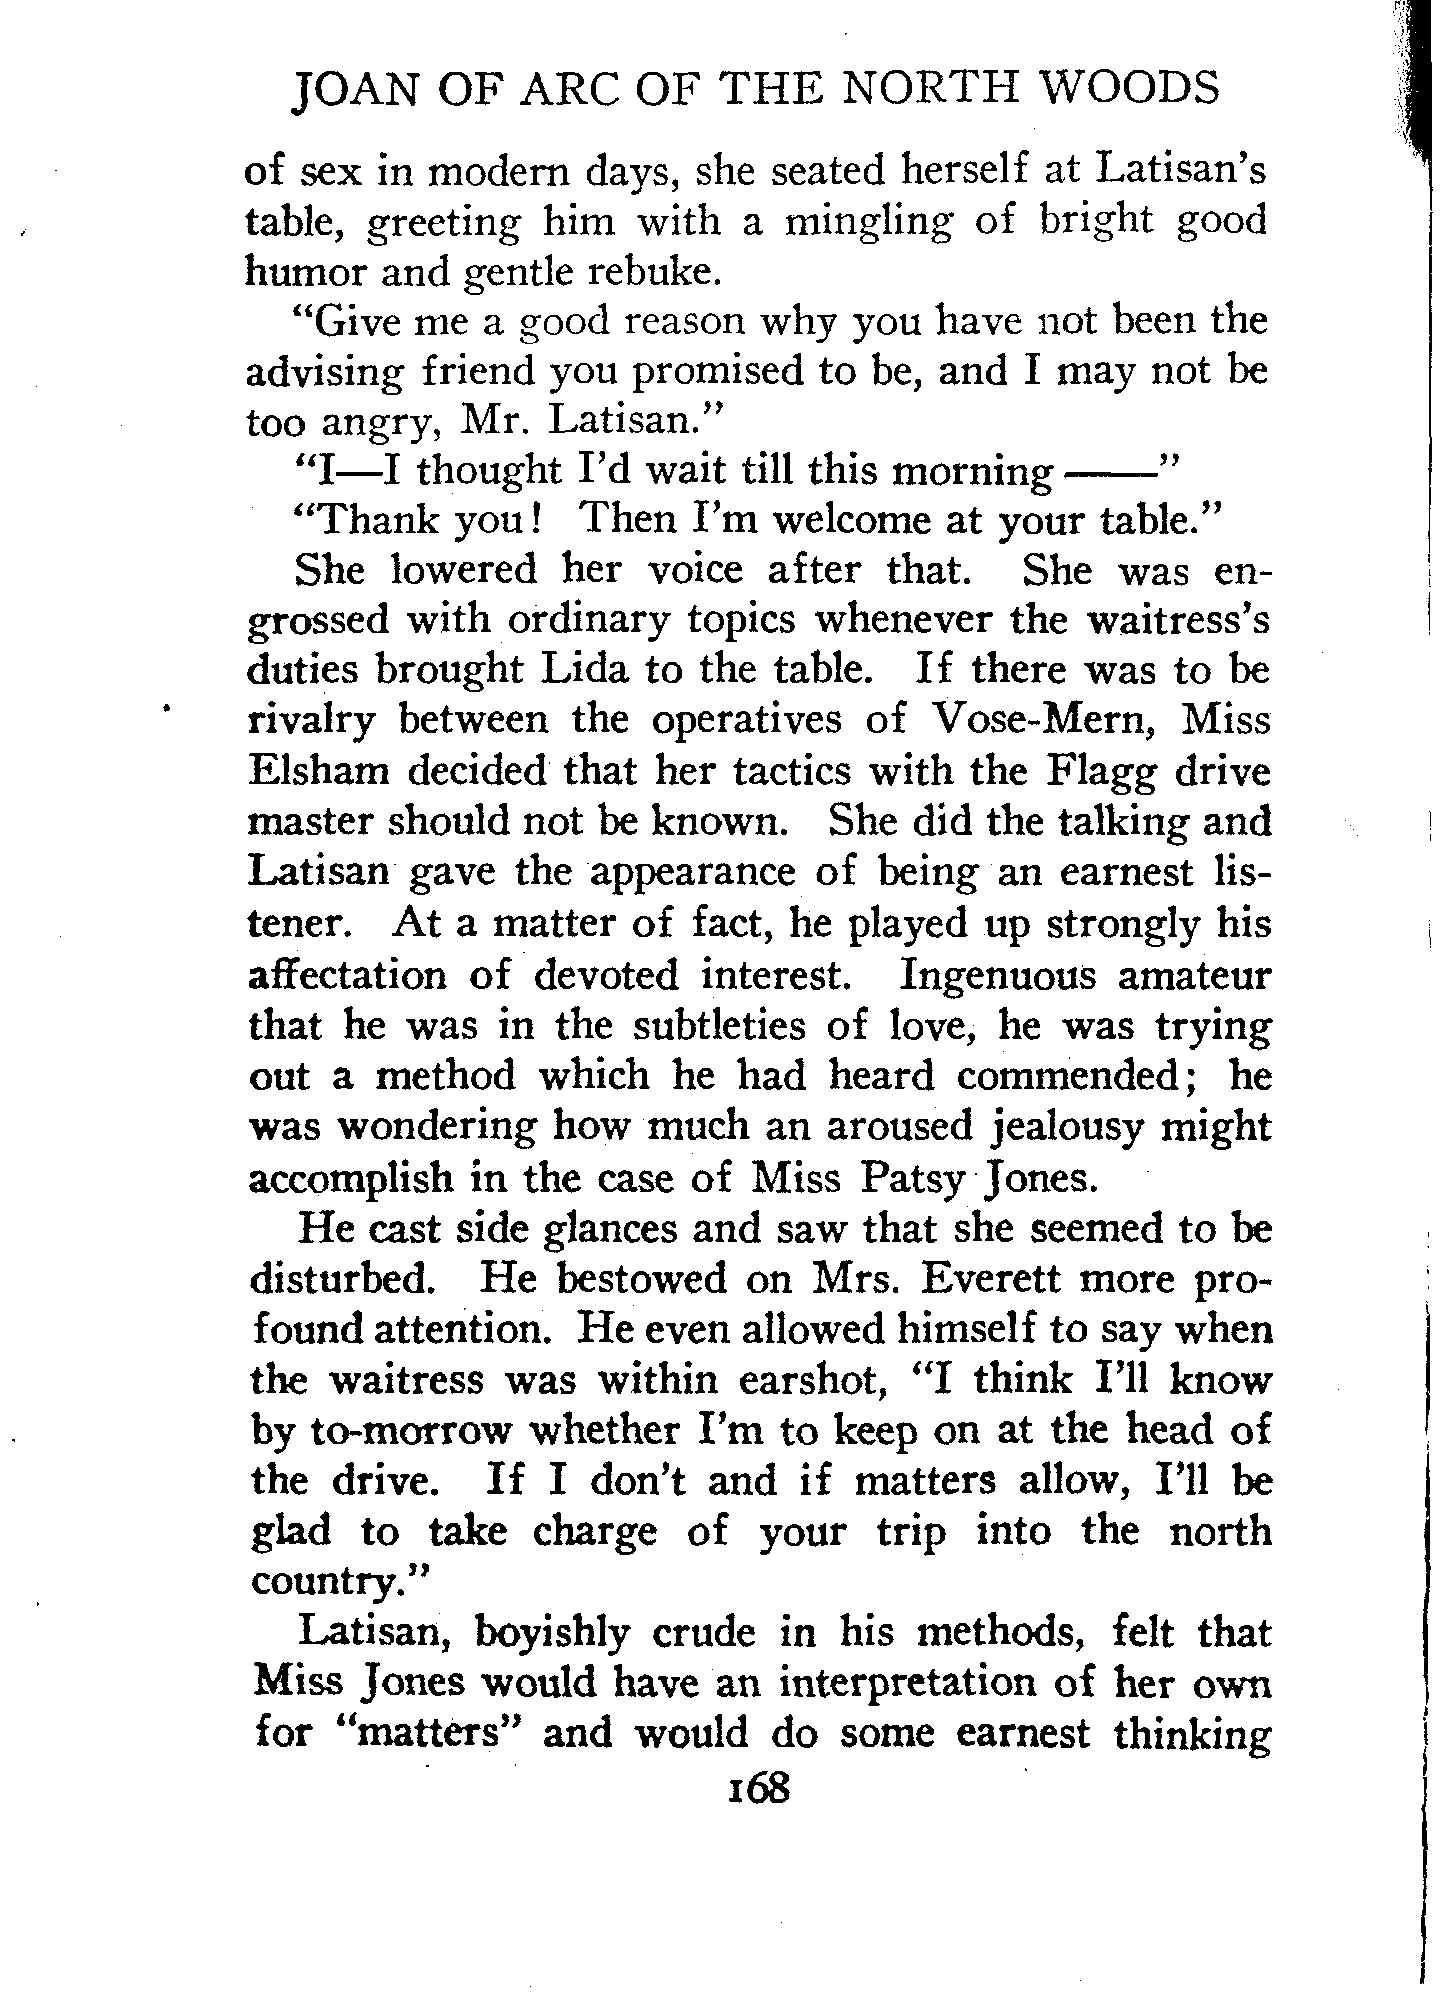 JOAN OF ARC OF THE NORTH WOODS
of sex in modern days, she seated herself at Latisan's
table, greeting him with a mingling of bright good
humor and gentle rebuke.
"Give me a good reason why you have not been the
advising friend you promised to be, and I may not be
too angry, Mr. Latisan."
"I—I thought I'd wait till this morning ——"
"Thank you! Then I'm welcome at your table."
She lowered her voice after that. She was en-
grossed with ordinary topics whenever the waitress's
duties brought Lida to the table. If there was to be
rivalry between the operatives of Vose-Mern, Miss
Elsham decided that her tactics with the Flagg drive
master should not be known. She did the talking and
Latisan gave the appearance of being an earnest lis-
tener. At a matter of fact, he played up strongly his
affectation of devoted interest. Ingenuous amateur
that he was in the subtleties of love, he was trying
out a method which he had heard commended; he
was wondering how much an aroused jealousy might
accomplish in the case of Miss Patsy Jones.
He cast side glances and saw that she seemed to be
disturbed. He bestowed on Mrs. Everett more pro-
found attention. He even allowed himself to say when
the waitress was within earshot, "I think I'll know
by to-morrow whether I'm to keep on at the head of
the drive. If I don't and if matters allow, I'll be
glad to take charge of your trip into the north
country."
Latisan, boyishly crude in his methods, felt that
Miss Jones would have an interpretation of her own
for "matters" and would do some earnest thinking
168